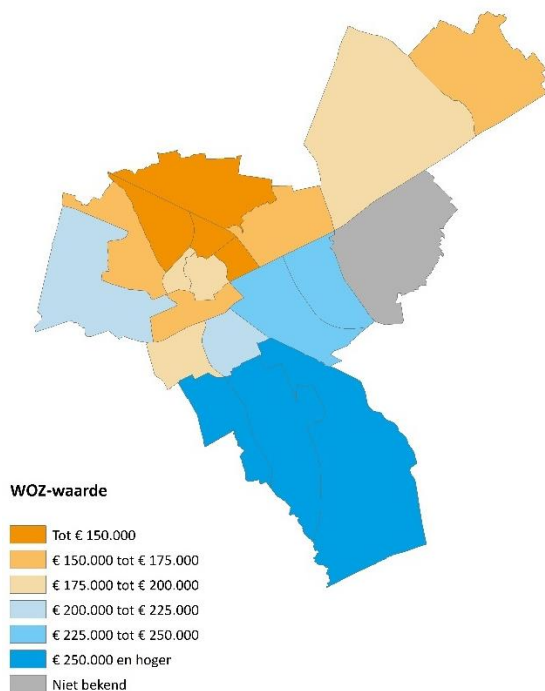 WOZ-waarde
Tot € 150.000
€ 150.000 tot € 175.000
€ 175.000 tot € 200.000
€ 200.000 tot € 225.000
€ 225.000 tot € 250.000
€ 250.000 en hoger
Niet bekend